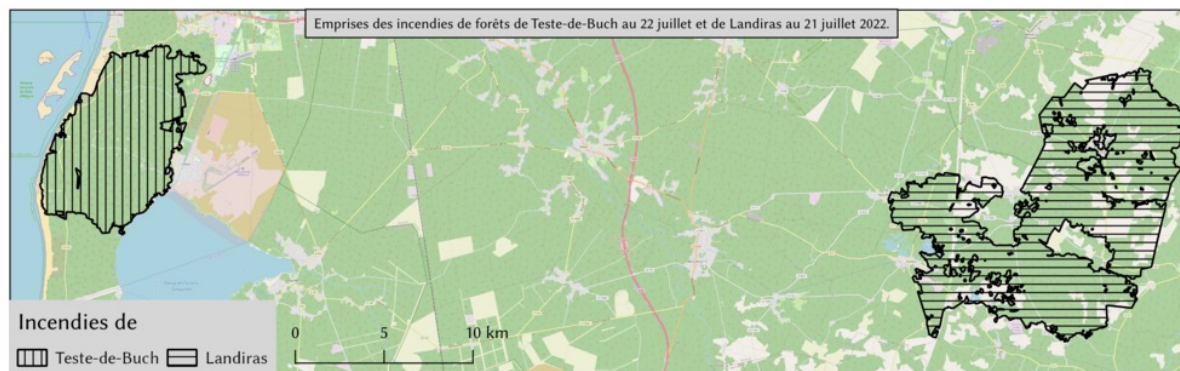 Emprises des incendies de forêts de Teste-de-Buch au 22 juillet et de Landiras au 21 juillet 2022.
Incendies de
Teste-de-Buch
Landiras
0
5
10 km